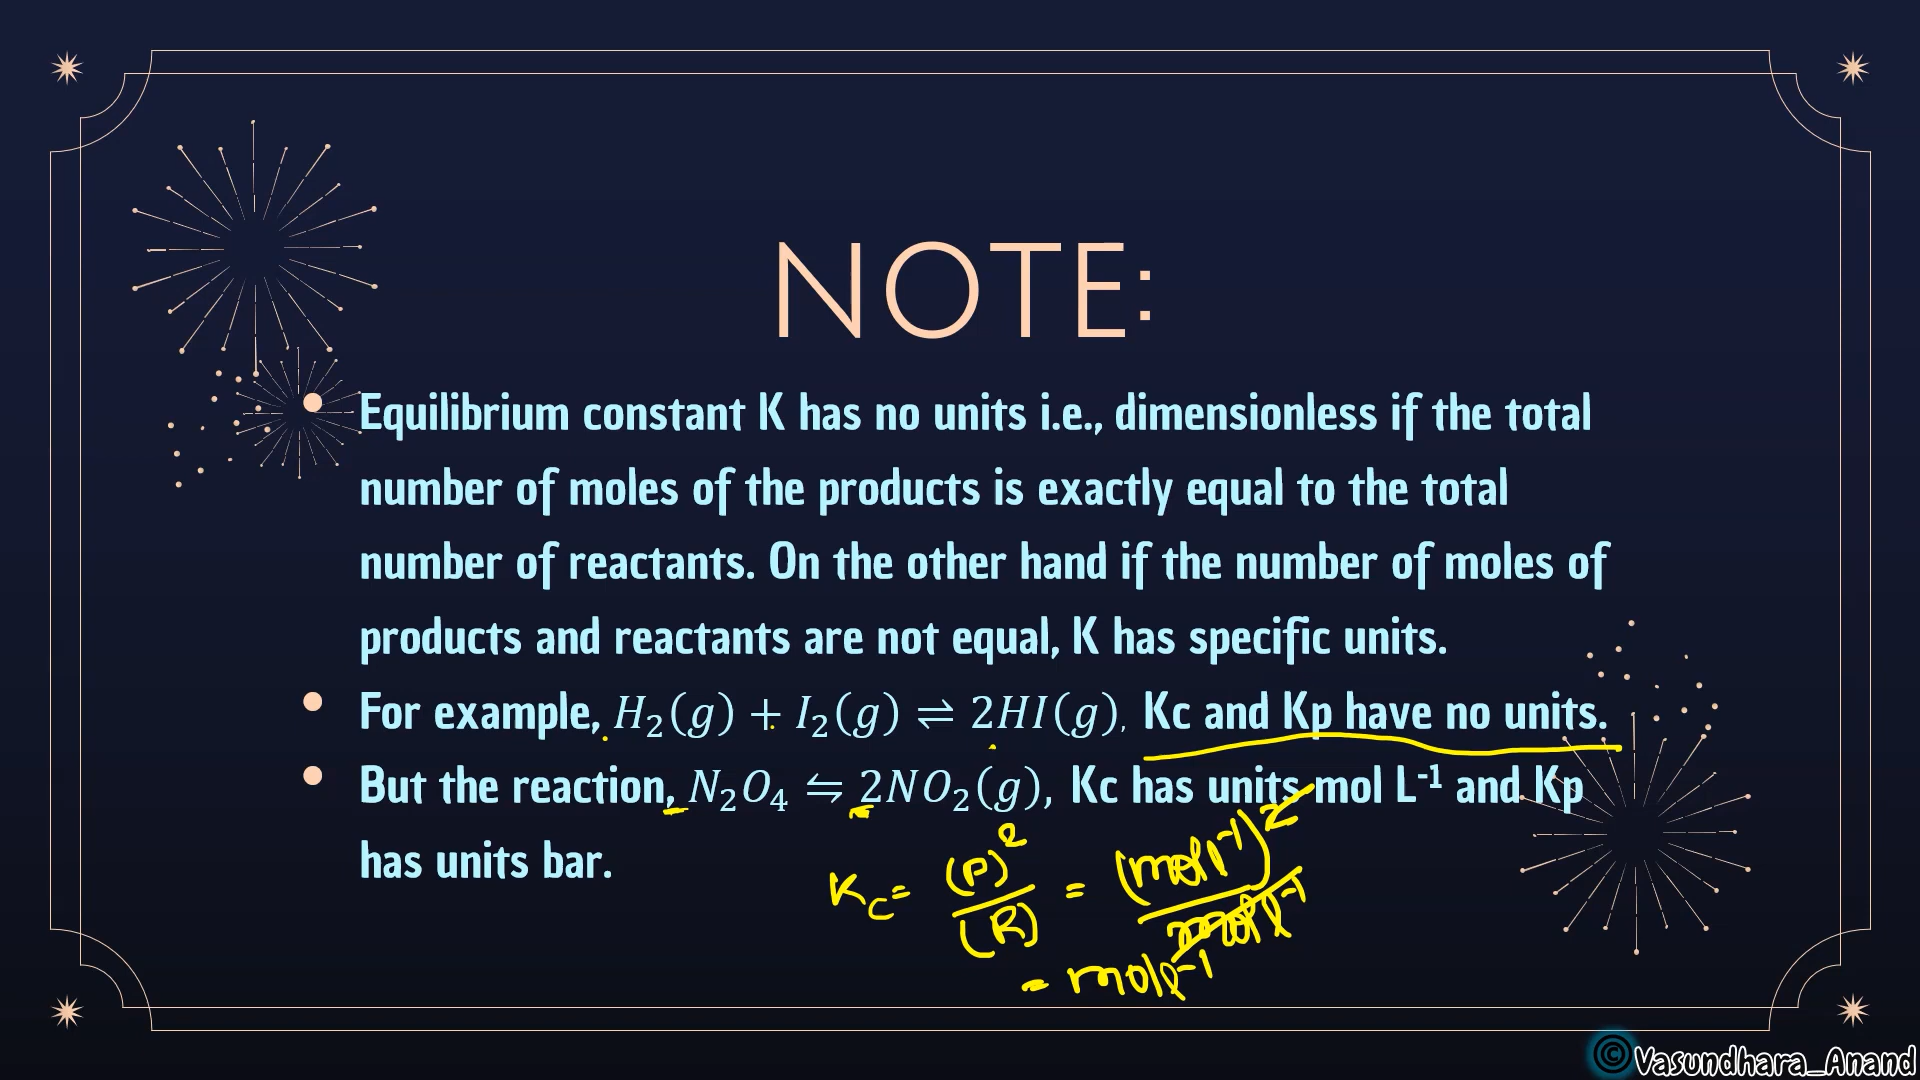 NOTE:
Equilibrium constant K has no units i.e., dimensionless if the total
number of moles of the products is exactly equal to the total
number of reactants. On the other hand if the number of moles of
products and reactants are not equal, K has specific units.
For example, H₂(g) + I₂(g) ⇌ 2HI(g), Kc and Kp have no units.
But the reaction, N₂O₄ ⇋ 2NO₂(g), Kc has units mol L⁻¹ and Kp
has units bar.
Kc = (P)² / (R) = (mol l⁻¹)² / mol l⁻¹
= mol l⁻¹
© Vasundhara_Anand